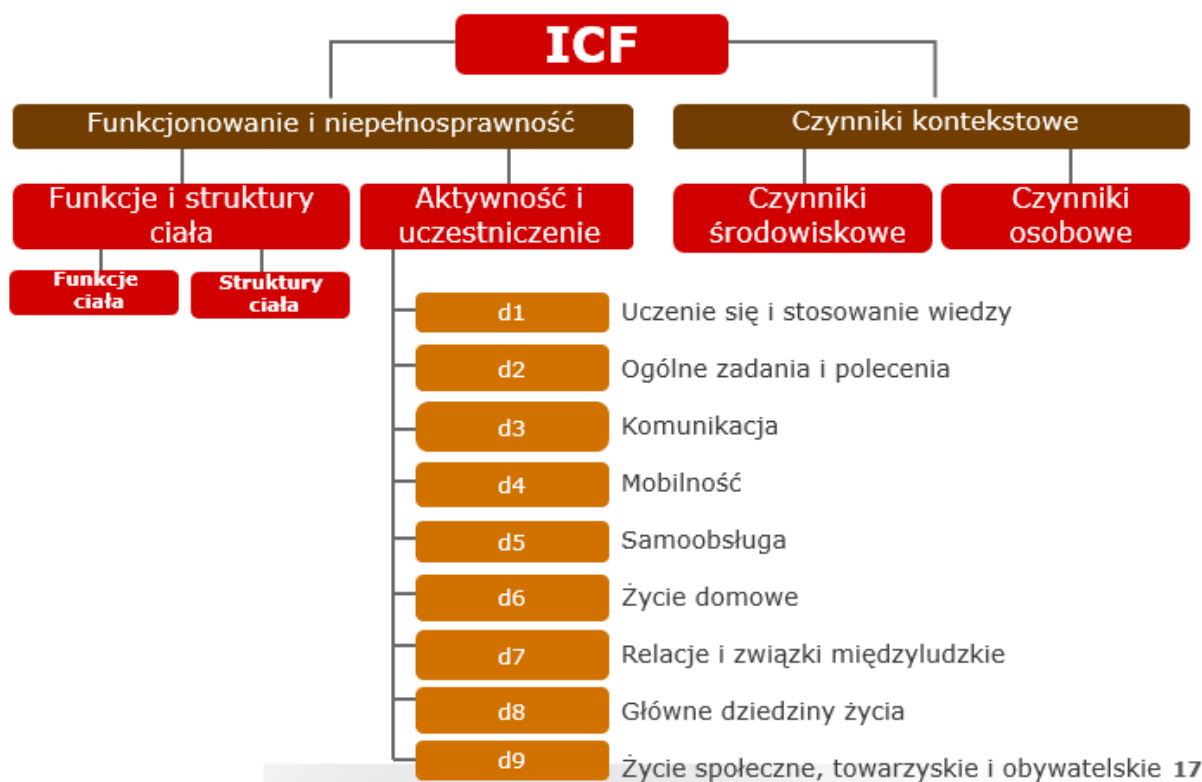 ICF
Funkcjonowanie i niepełnosprawność
Czynniki kontekstowe
Funkcje i struktury
ciała
Aktywność i
uczestniczenie
Czynniki
środowiskowe
Czynniki
osobowe
Funkcje
ciała
Struktury
ciała
d1 Uczenie się i stosowanie wiedzy
d2 Ogólne zadania i polecenia
d3 Komunikacja
d4 Mobilność
d5 Samoobsługa
d6 Życie domowe
d7 Relacje i związki międzyludzkie
d8 Główne dziedziny życia
d9 Życie społeczne, towarzyskie i obywatelskie 17